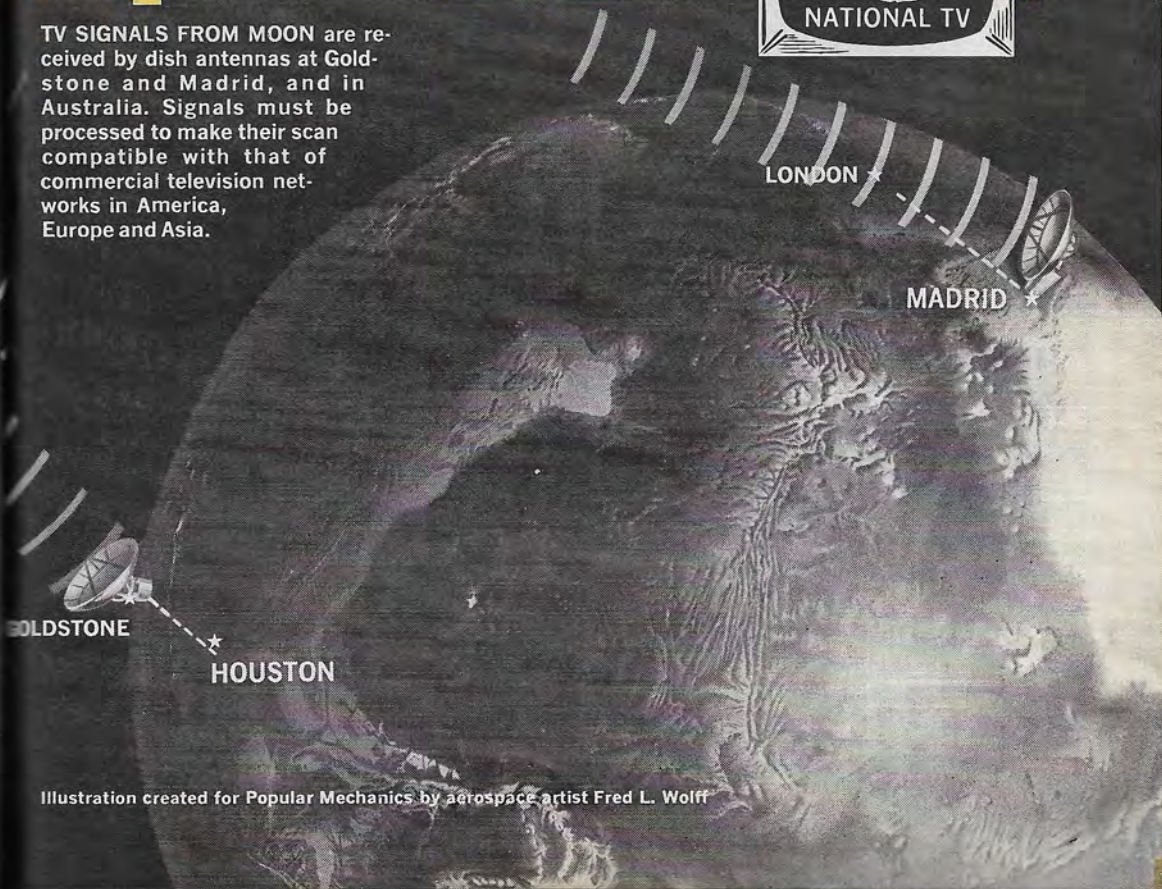 NATIONAL TV
TV SIGNALS FROM MOON are re-
ceived by dish antennas at Gold-
stone and Madrid, and in
Australia. Signals must be
processed to make their scan
compatible with that of
commercial television net-
works in America,
Europe and Asia.
LONDON
MADRID
GOLDSTONE
HOUSTON
Illustration created for Popular Mechanics by aerospace artist Fred L. Wolff